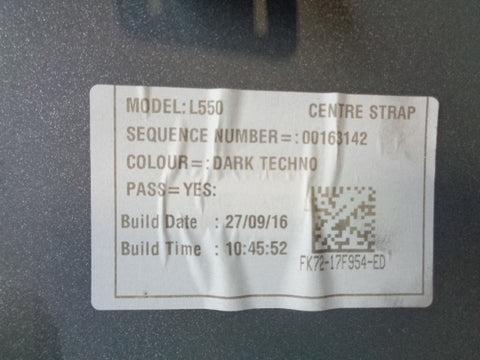 MODEL: L550 CENTRE STRAP
SEQUENCE NUMBER=: 00163142
COLOUR=: DARK TECHNO
PASS=YES:
Build Date : 27/09/16
Build Time : 10:45:52
FK72-17F954-ED